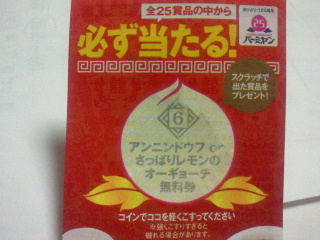 全25賞品の中から
必ず当たる!
25
バーミヤン
スクラッチで
出た賞品を
プレゼント!
6
アンニンドウフ or
さっぱりレモンの
オーギョーチ
無料券
コインでココを軽くこすってください
※強くこすりすぎると
破れる場合があります。